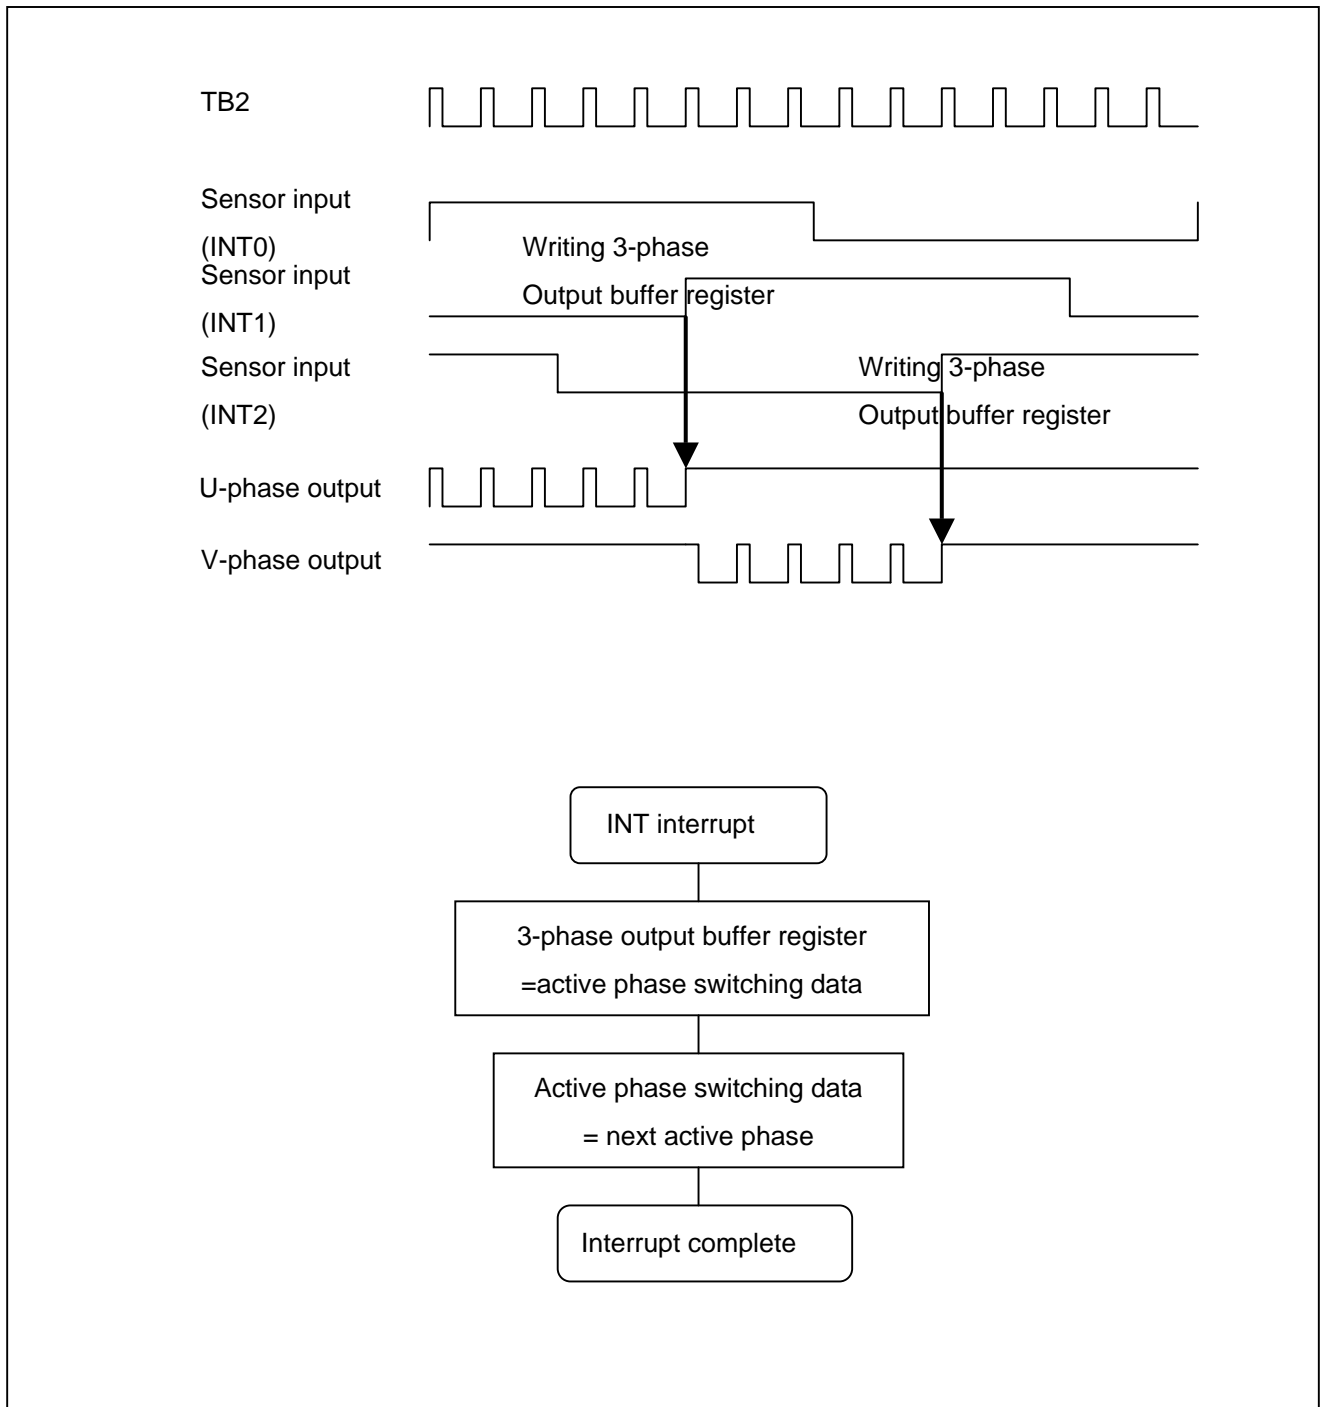 TB2
Sensor input
(INT0)
Writing 3-phase
Sensor input
Output buffer register
(INT1)
Sensor input
Writing 3-phase
(INT2)
Output buffer register
U-phase output
V-phase output
INT interrupt
3-phase output buffer register
=active phase switching data
Active phase switching data
= next active phase
Interrupt complete